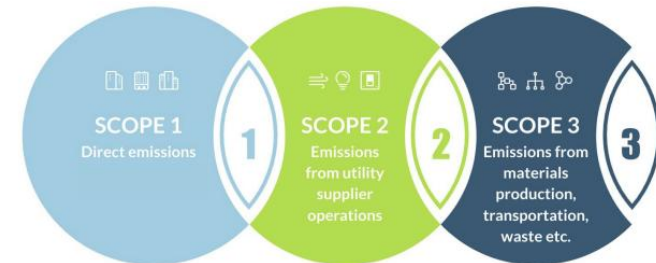 SCOPE 1
Direct emissions
1
SCOPE 2
Emissions
from utility
supplier
operations
2
SCOPE 3
Emissions from
materials
production,
transportation,
waste etc.
3